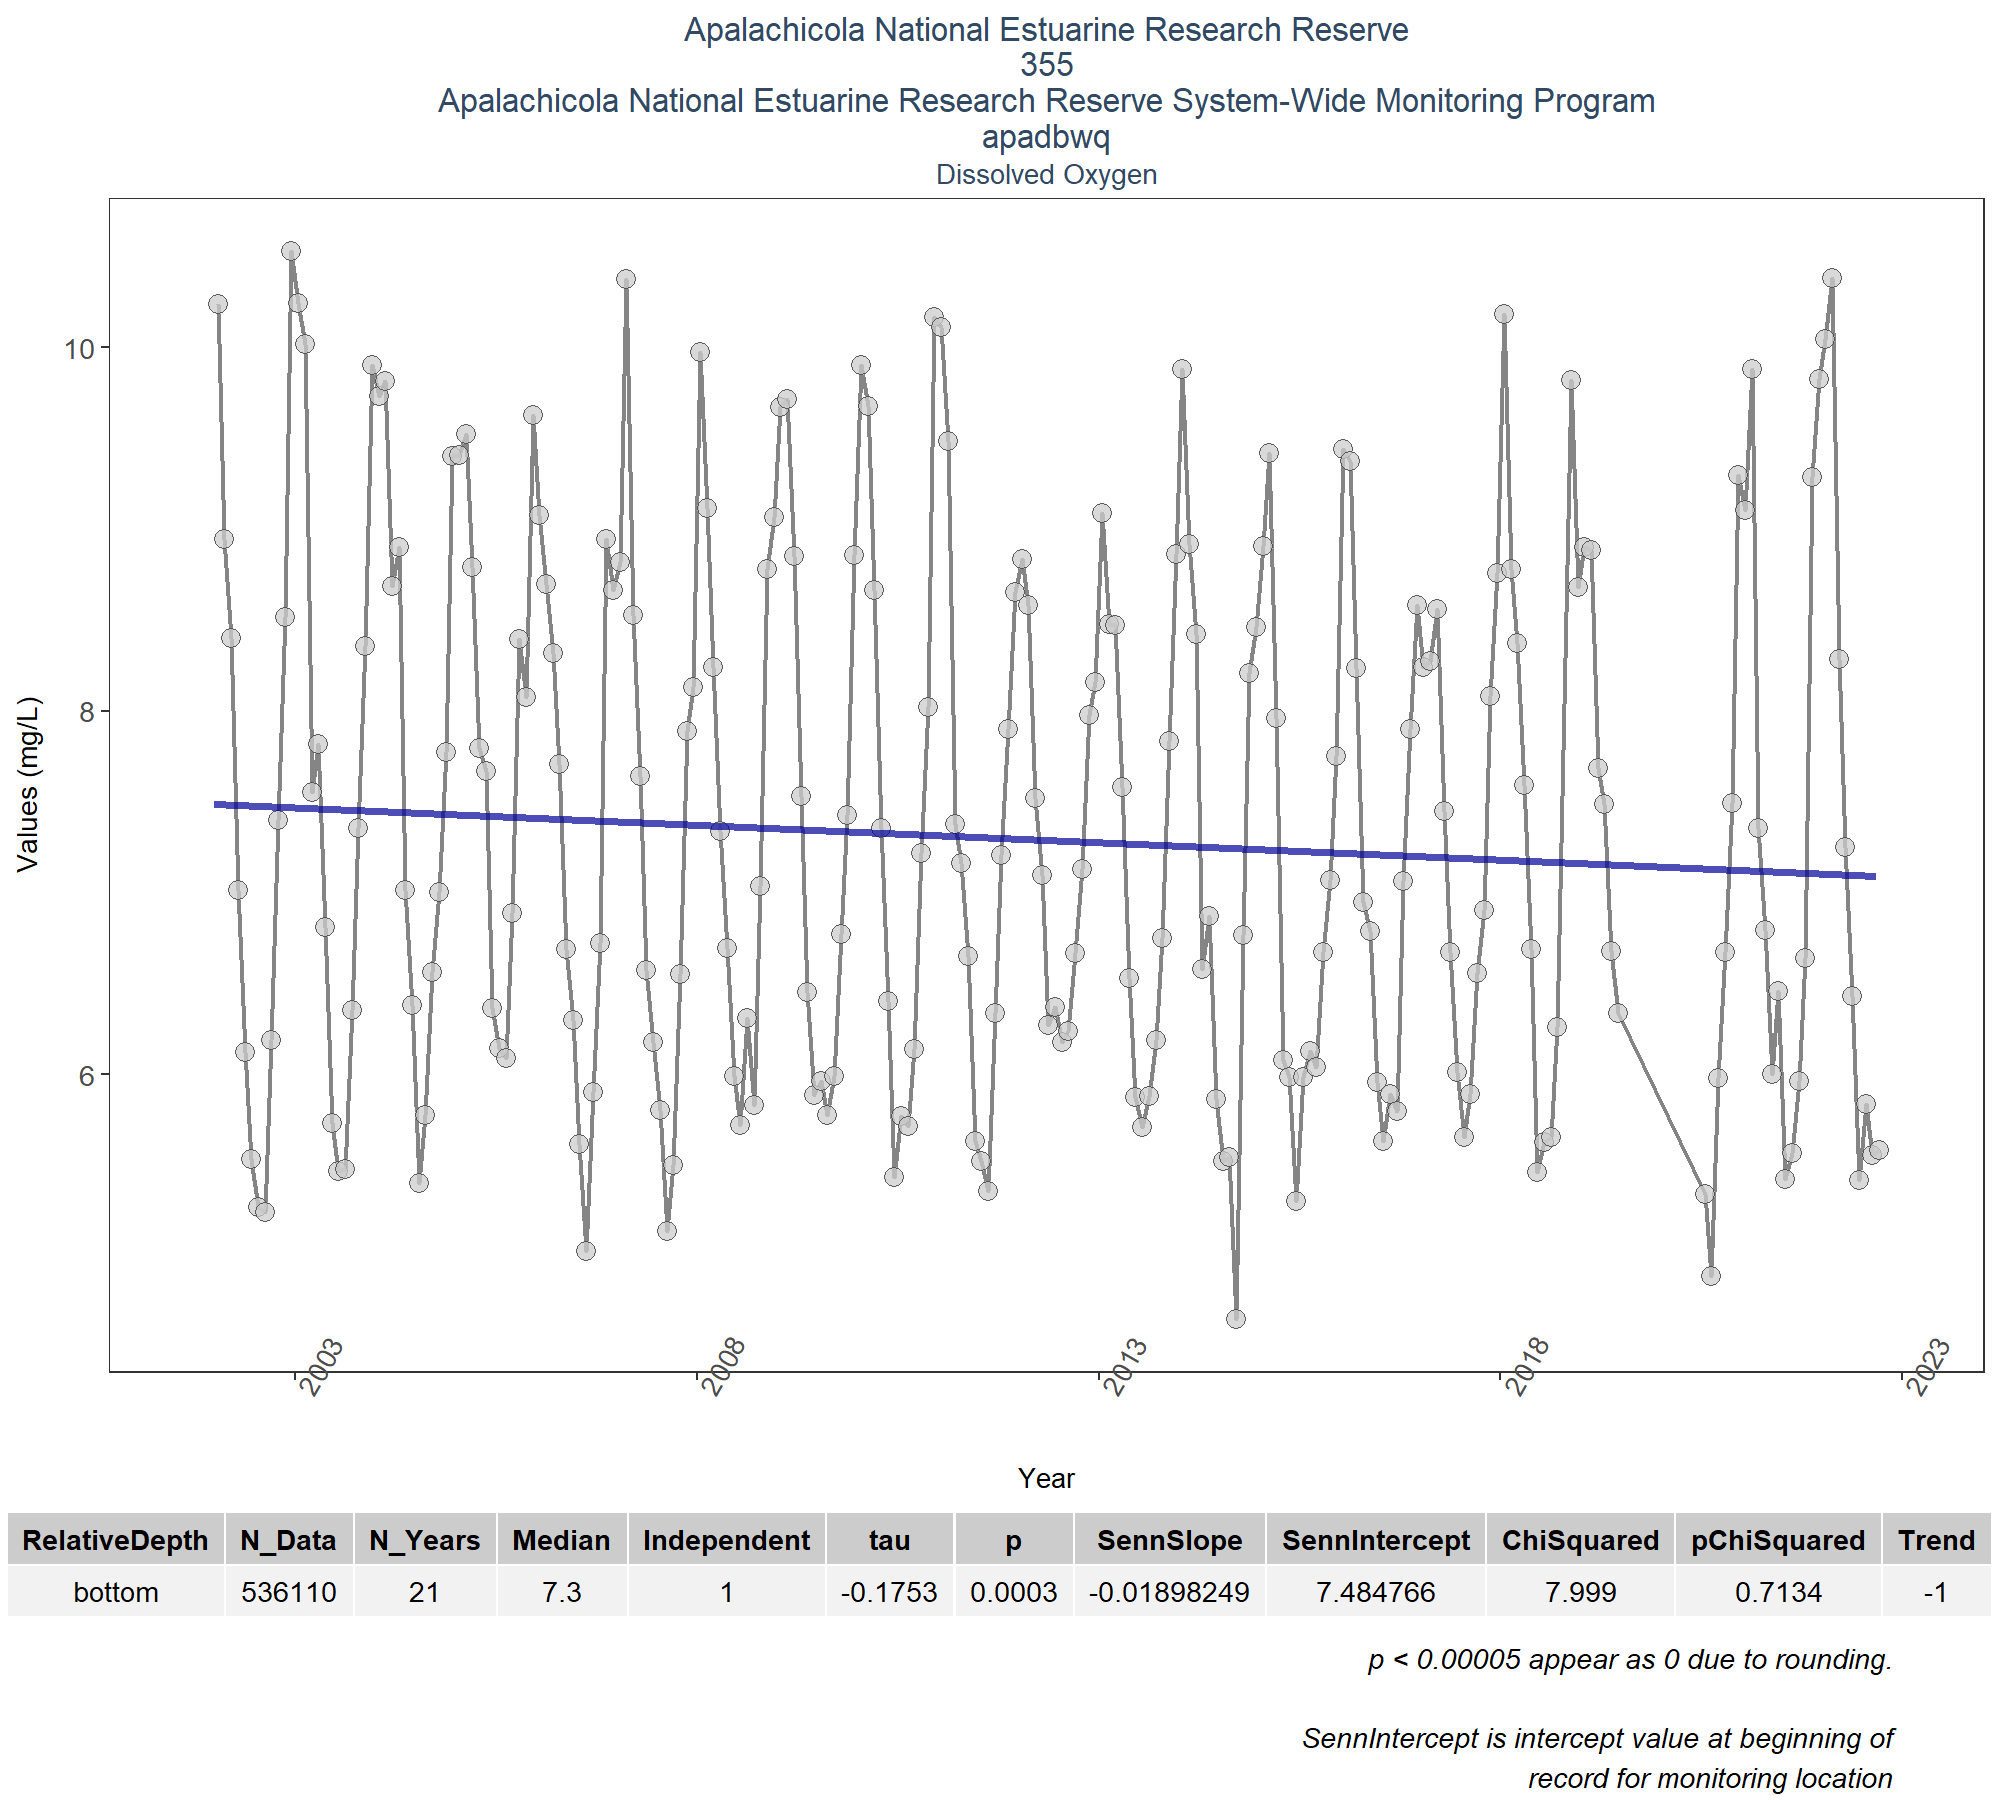 Apalachicola National Estuarine Research Reserve
355
Apalachicola National Estuarine Research Reserve System-Wide Monitoring Program
apadbwq
Dissolved Oxygen
Values (mg/L)
10
8
6
2003 2008 2013 2018 2023
Year
RelativeDepth N_Data N_Years Median Independent tau p SennSlope SennIntercept ChiSquared pChiSquared Trend
bottom 536110 21 7.3 1 -0.1753 0.0003 -0.01898249 7.484766 7.999 0.7134 -1
p < 0.00005 appear as 0 due to rounding.
SennIntercept is intercept value at beginning of
record for monitoring location